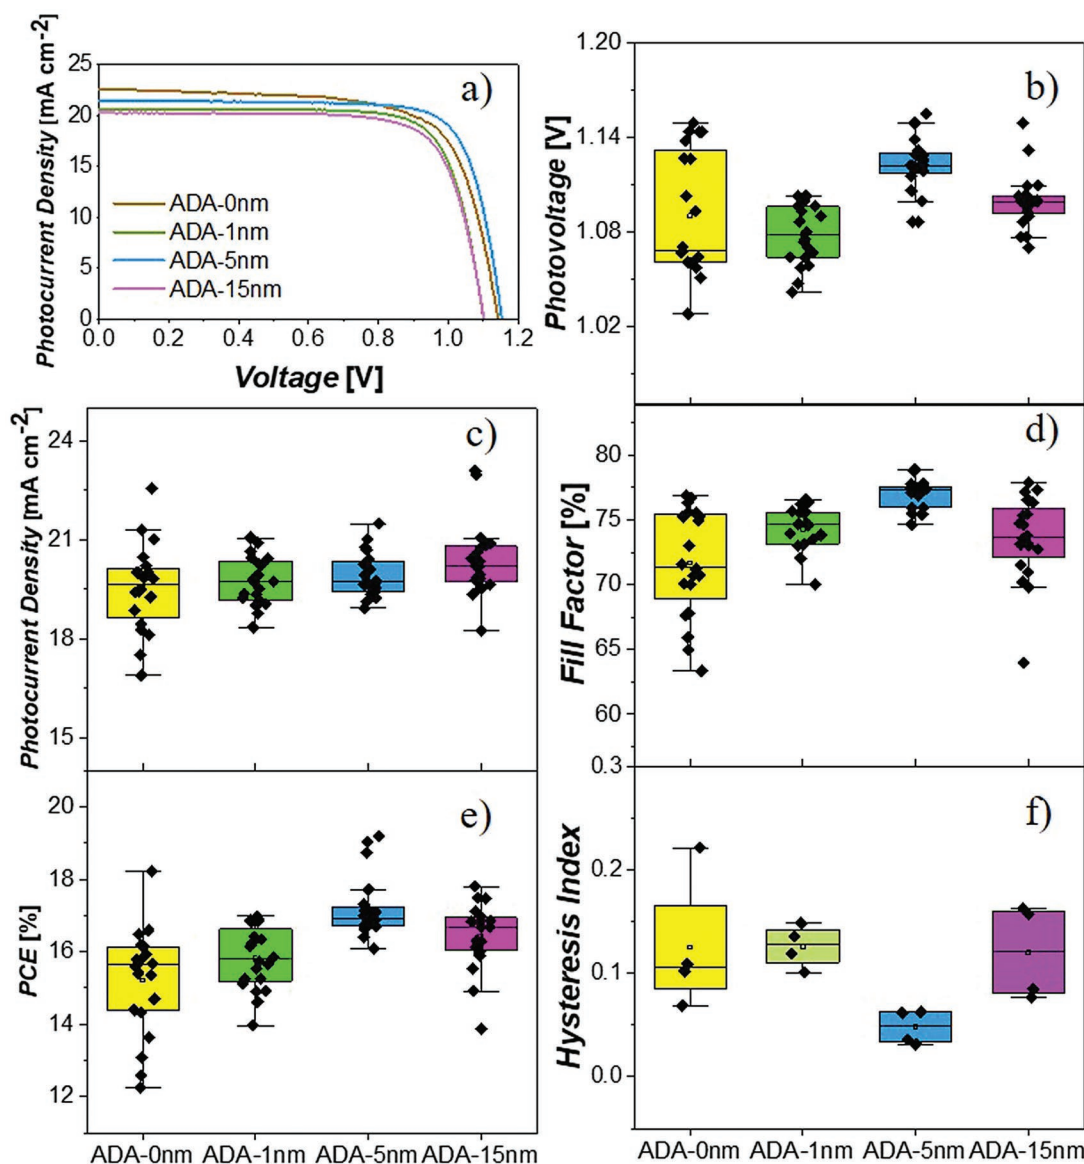 a)
Photocurrent Density [mA cm-2]
25
20
15
10
5
0
ADA-0nm
ADA-1nm
ADA-5nm
ADA-15nm
0.0 0.2 0.4 0.6 0.8 1.0 1.2
Voltage [V]
b)
Photovoltage [V]
1.20
1.14
1.08
1.02
c)
Photocurrent Density [mA cm-2]
24
21
18
15
d)
Fill Factor [%]
80
75
70
65
60
e)
PCE [%]
20
18
16
14
12
ADA-0nm ADA-1nm ADA-5nm ADA-15nm
f)
Hysteresis Index
0.3
0.2
0.1
0.0
ADA-0nm ADA-1nm ADA-5nm ADA-15nm